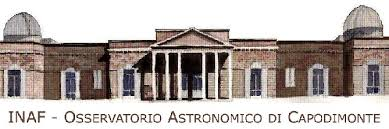 INAF - OSSERVATORIO ASTRONOMICO DI CAPODIMONTE